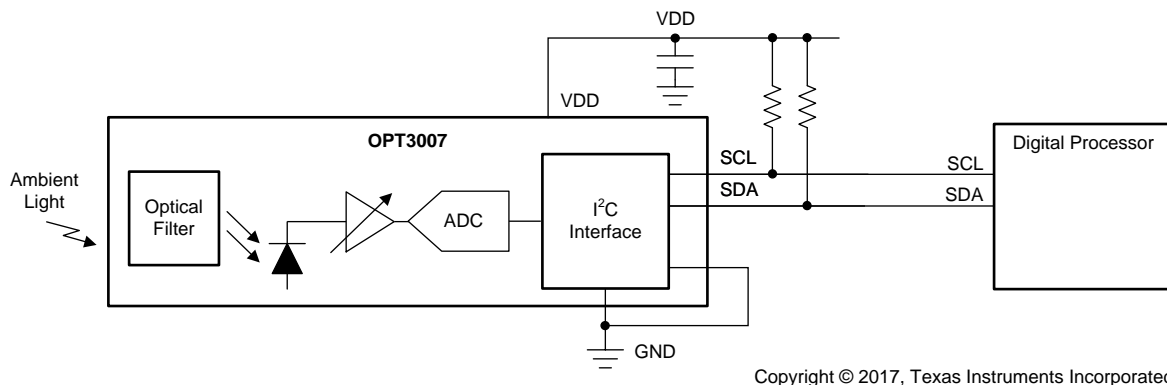 VDD
VDD
OPT3007
Digital Processor
SCL
SCL
SDA
SDA
Ambient
Light
Optical
Filter
ADC
I²C
Interface
GND
Copyright © 2017, Texas Instruments Incorporated